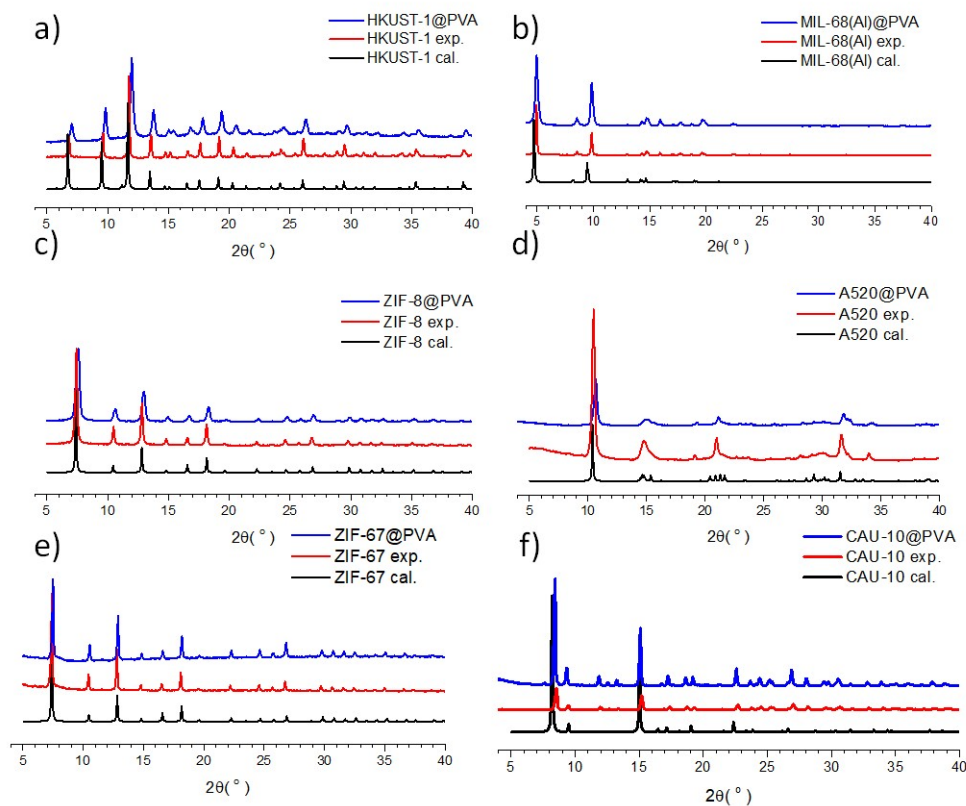 a)
HKUST-1@PVA
HKUST-1 exp.
HKUST-1 cal.
5 10 15 20 25 30 35 40
2θ(°)
b)
MIL-68(Al)@PVA
MIL-68(Al) exp.
MIL-68(Al) cal.
5 10 15 20 25 30 35 40
2θ(°)
c)
ZIF-8@PVA
ZIF-8 exp.
ZIF-8 cal.
5 10 15 20 25 30 35 40
2θ(°)
d)
A520@PVA
A520 exp.
A520 cal.
5 10 15 20 25 30 35 40
2θ(°)
e)
ZIF-67@PVA
ZIF-67 exp.
ZIF-67 cal.
5 10 15 20 25 30 35 40
2θ(°)
f)
CAU-10@PVA
CAU-10 exp.
CAU-10 cal.
5 10 15 20 25 30 35 40
2θ(°)